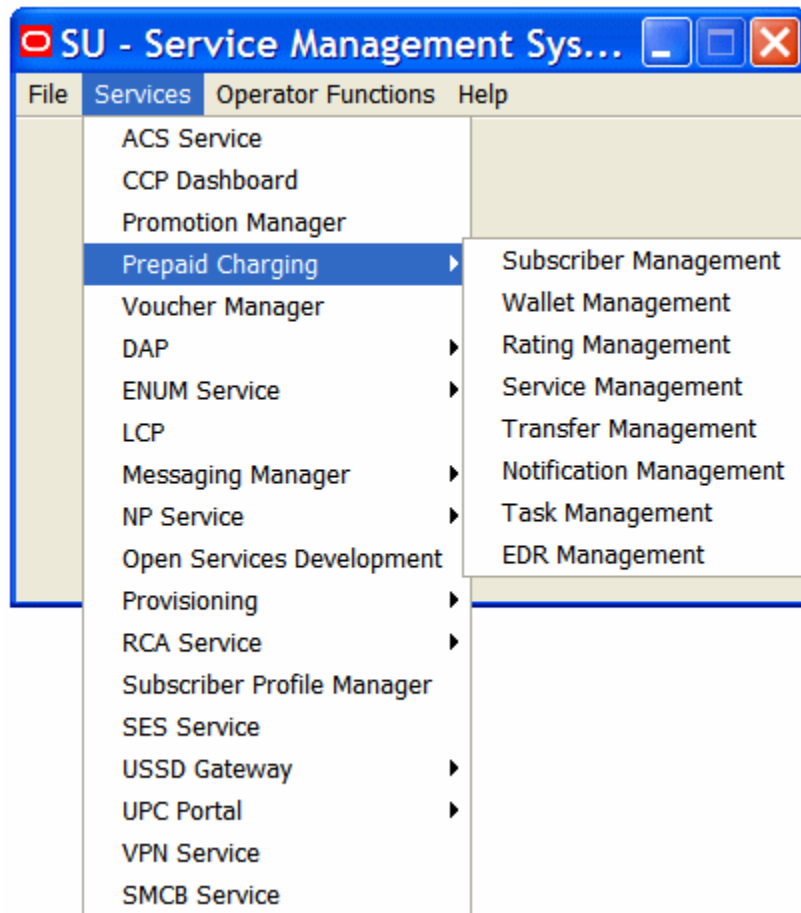 SU - Service Management Sys...
File Services Operator Functions Help
ACS Service
CCP Dashboard
Promotion Manager
Prepaid Charging
Voucher Manager
DAP
ENUM Service
LCP
Messaging Manager
NP Service
Open Services Development
Provisioning
RCA Service
Subscriber Profile Manager
SES Service
USSD Gateway
UPC Portal
VPN Service
SMCB Service
Subscriber Management
Wallet Management
Rating Management
Service Management
Transfer Management
Notification Management
Task Management
EDR Management